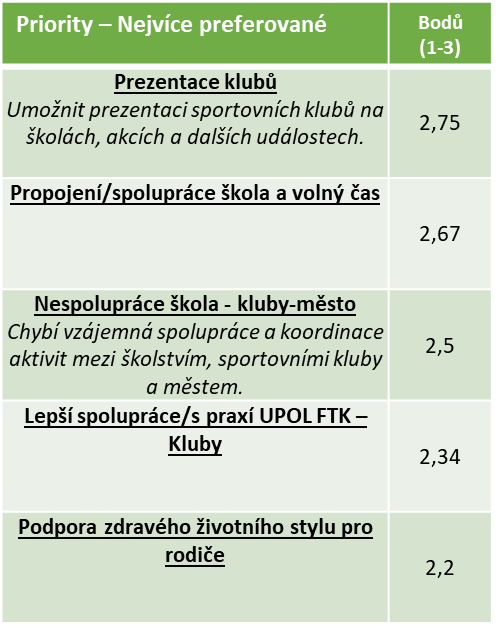 Priority – Nejvíce preferované
Bodů
(1-3)
Prezentace klubů
Umožnit prezentaci sportovních klubů na
školách, akcích a dalších událostech.
2,75
Propojení/spolupráce škola a volný čas
2,67
Nespolupráce škola - kluby-město
Chybí vzájemná spolupráce a koordinace
aktivit mezi školstvím, sportovními kluby
a městem.
2,5
Lepší spolupráce/s praxí UPOL FTK –
Kluby
2,34
Podpora zdravého životního stylu pro
rodiče
2,2